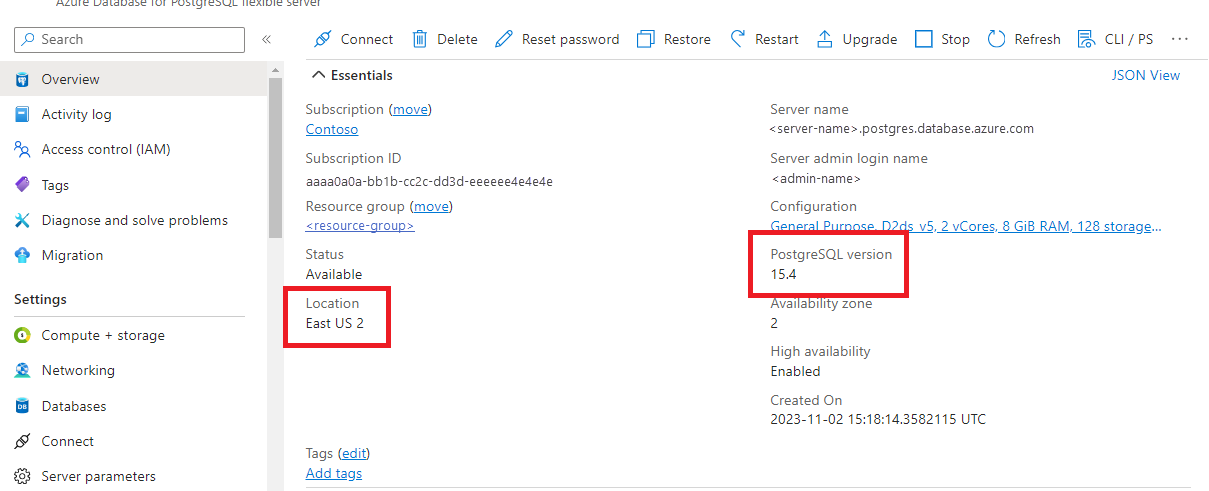 Azure Database for PostgreSQL flexible server
Search
«
Connect
Delete
Reset password
Restore
Restart
Upgrade
Stop
Refresh
CLI / PS
···
Overview
Activity log
Access control (IAM)
Tags
Diagnose and solve problems
Migration
Settings
Compute + storage
Networking
Databases
Connect
Server parameters
Essentials
JSON View
Subscription (move)
Contoso
Subscription ID
aaaa0a0a-bb1b-cc2c-dd3d-eeeeee4e4e4e
Resource group (move)
<resource-group>
Status
Available
Location
East US 2
Server name
<server-name>.postgres.database.azure.com
Server admin login name
<admin-name>
Configuration
General Purpose, D2ds_v5, 2 vCores, 8 GiB RAM, 128 storage...
PostgreSQL version
15.4
Availability zone
2
High availability
Enabled
Created On
2023-11-02 15:18:14.3582115 UTC
Tags (edit)
Add tags